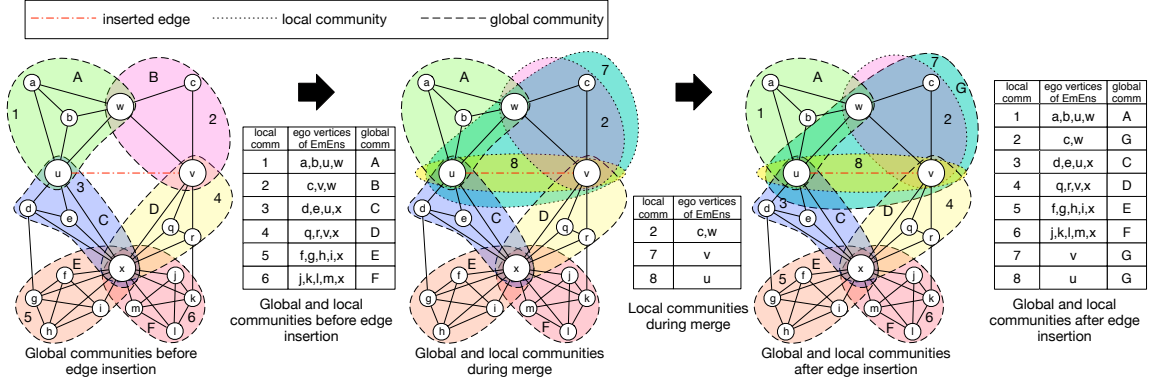 inserted edge
local community
global community
A
B
a
c
w
b
1
2
u
v
3
4
d
e
C
D
q
r
x
E
f
j
g
i
m
k
5
6
h
F
l
Global communities before
edge insertion
local comm | ego vertices of EmEns | global comm
1 | a,b,u,w | A
2 | c,v,w | B
3 | d,e,u,x | C
4 | q,r,v,x | D
5 | f,g,h,i,x | E
6 | j,k,l,m,x | F
Global and local
communities before edge
insertion
A
7
a
c
w
b
2
8
u
v
d
e
C
D
q
r
x
E
f
j
g
i
m
k
h
F
l
Global and local communities
during merge
local comm | ego vertices of EmEns
2 | c,w
7 | v
8 | u
Local communities
during merge
A
7
a
c
G
w
b
1
2
8
u
v
3
4
d
e
C
D
q
r
x
E
f
j
g
i
m
k
5
6
h
F
l
Global and local communities
after edge insertion
local comm | ego vertices of EmEns | global comm
1 | a,b,u,w | A
2 | c,w | G
3 | d,e,u,x | C
4 | q,r,v,x | D
5 | f,g,h,i,x | E
6 | j,k,l,m,x | F
7 | v | G
8 | u | G
Global and local
communities after edge
insertion